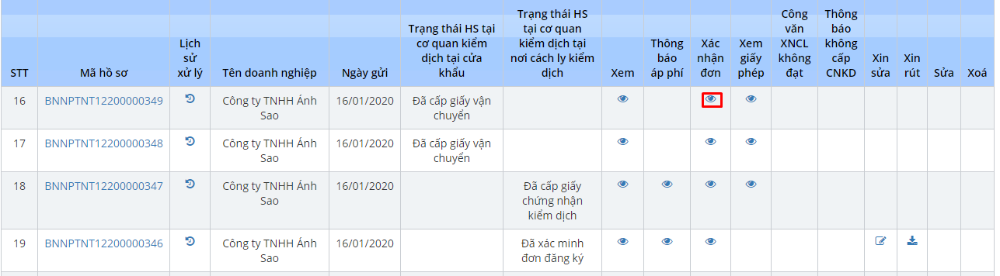 STT
Mã hồ sơ
Lịch
sử
xử lý
Tên doanh nghiệp
Ngày gửi
Trạng thái HS tại
cơ quan kiểm
dịch tại cửa
khẩu
Trạng thái HS
tại cơ quan
kiểm dịch tại
nơi cách ly kiểm
dịch
Xem
Thông
báo
áp phí
Xác
nhận
đơn
Xem
giấy
phép
Công
văn
XNCL
không
đạt
Thông
báo
không
cấp
CNKD
Xin
sửa
Xin
rút
Sửa
Xoá
16
BNNPTNT12200000349
Công ty TNHH Ánh
Sao
16/01/2020
Đã cấp giấy vận
chuyển
17
BNNPTNT12200000348
Công ty TNHH Ánh
Sao
16/01/2020
Đã cấp giấy vận
chuyển
18
BNNPTNT12200000347
Công ty TNHH Ánh
Sao
16/01/2020
Đã cấp giấy
chứng nhận
kiểm dịch
19
BNNPTNT12200000346
Công ty TNHH Ánh
Sao
16/01/2020
Đã xác minh
đơn đăng ký